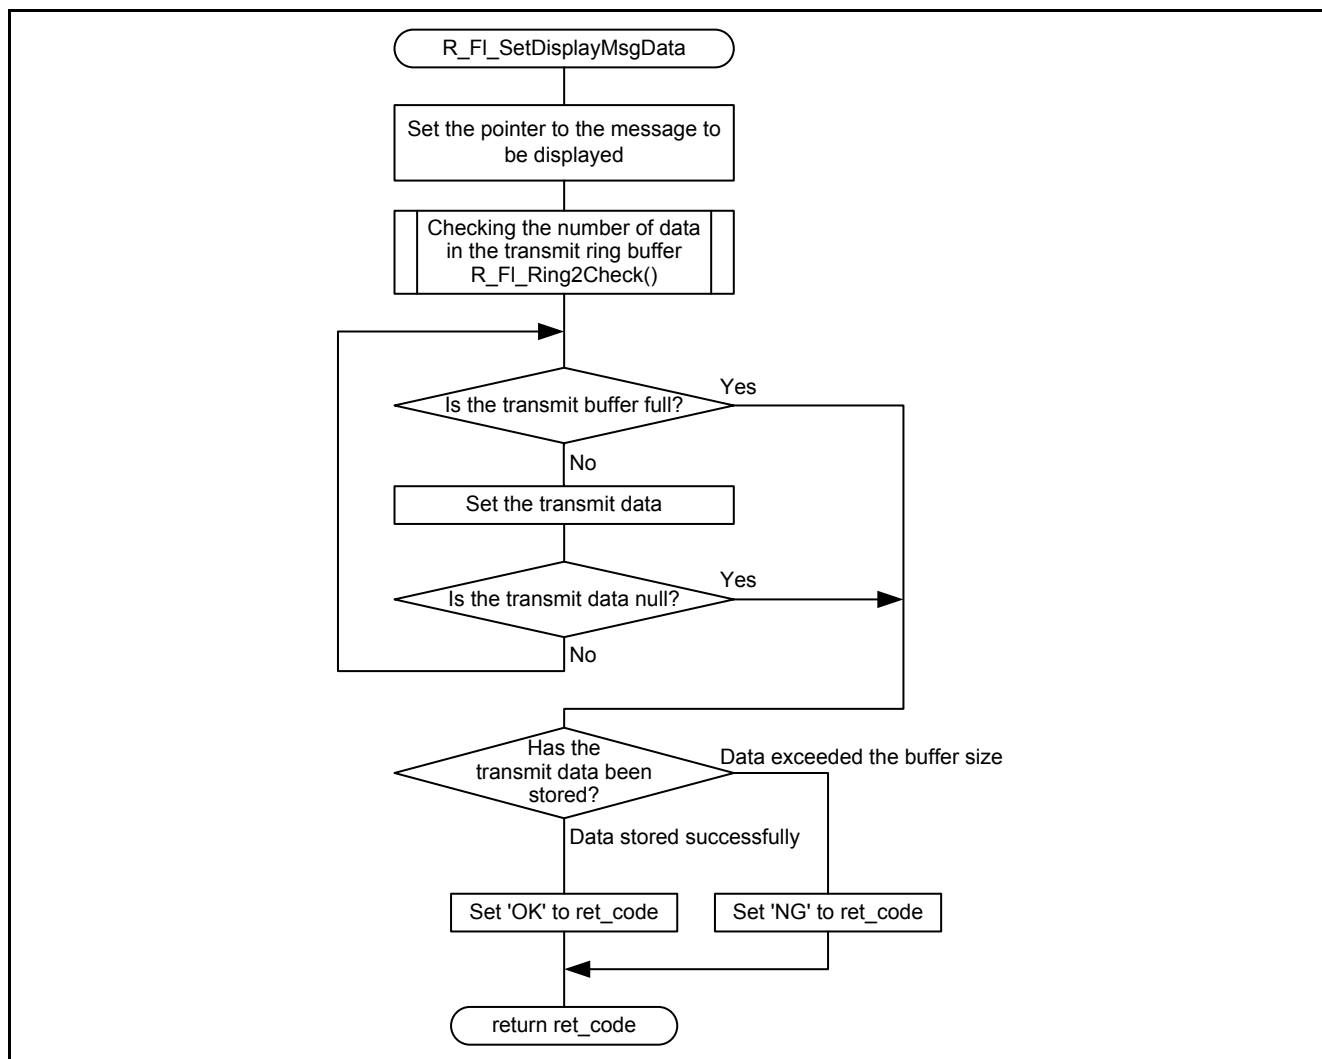 R_Fl_SetDisplayMsgData
Set the pointer to the message to
be displayed
Checking the number of data
in the transmit ring buffer
R_Fl_Ring2Check()
Is the transmit buffer full?
Yes
No
Set the transmit data
Is the transmit data null?
Yes
No
Has the
transmit data been
stored?
Data exceeded the buffer size
Data stored successfully
Set 'OK' to ret_code
Set 'NG' to ret_code
return ret_code